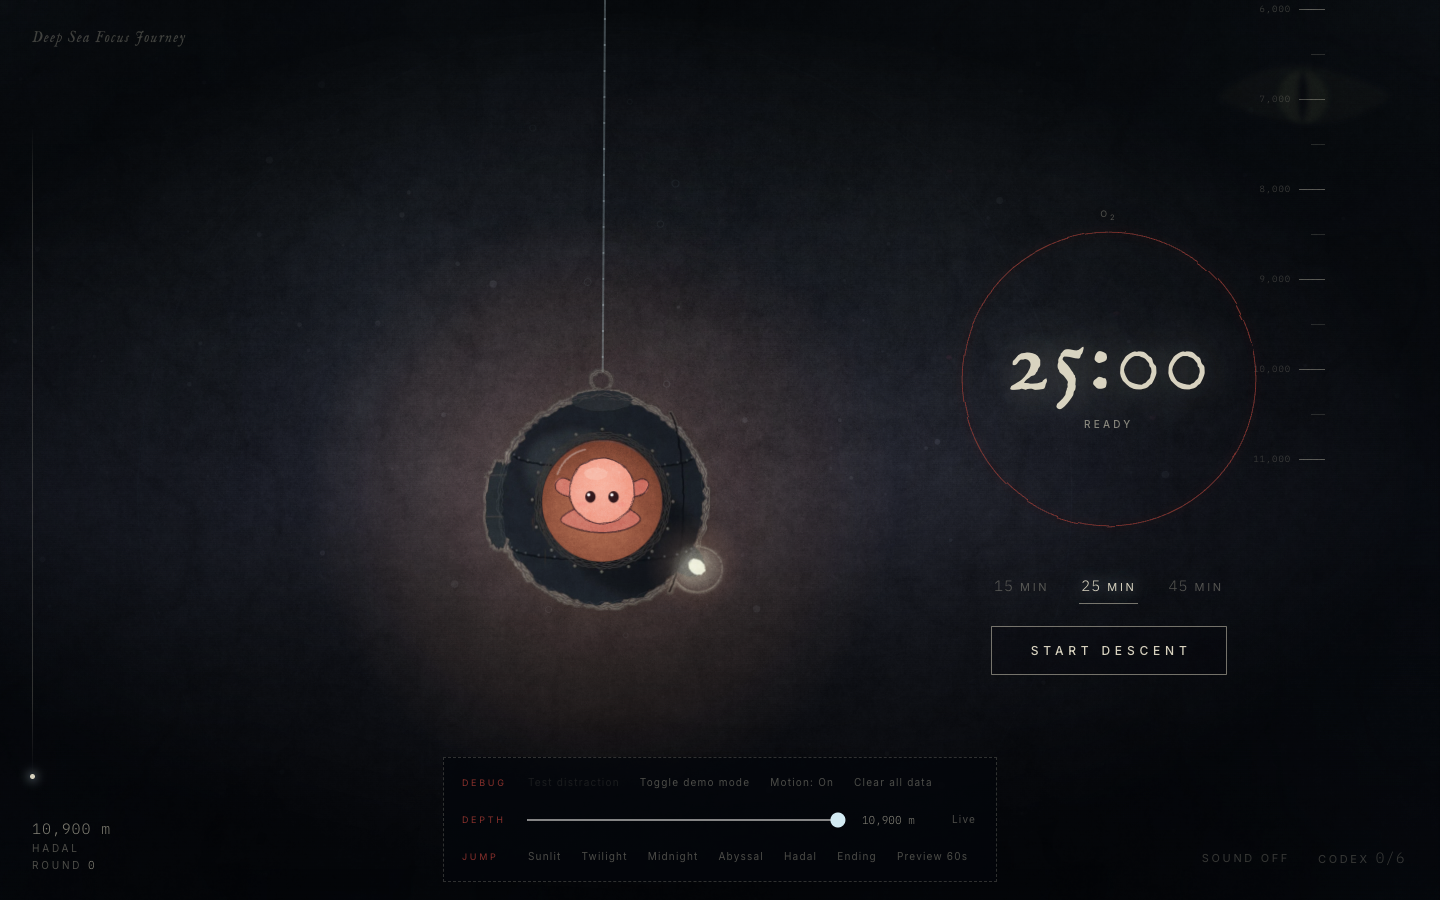 Deep Sea Focus Journey
6,000
7,000
8,000
9,000
10,000
11,000
O₂
25:00
READY
15 MIN 25 MIN 45 MIN
START DESCENT
DEBUG Test distraction Toggle demo mode Motion: On Clear all data
DEPTH 10,900 m Live
JUMP Sunlit Twilight Midnight Abyssal Hadal Ending Preview 60s
10,900 m
HADAL
ROUND 0
SOUND OFF CODEX 0/6